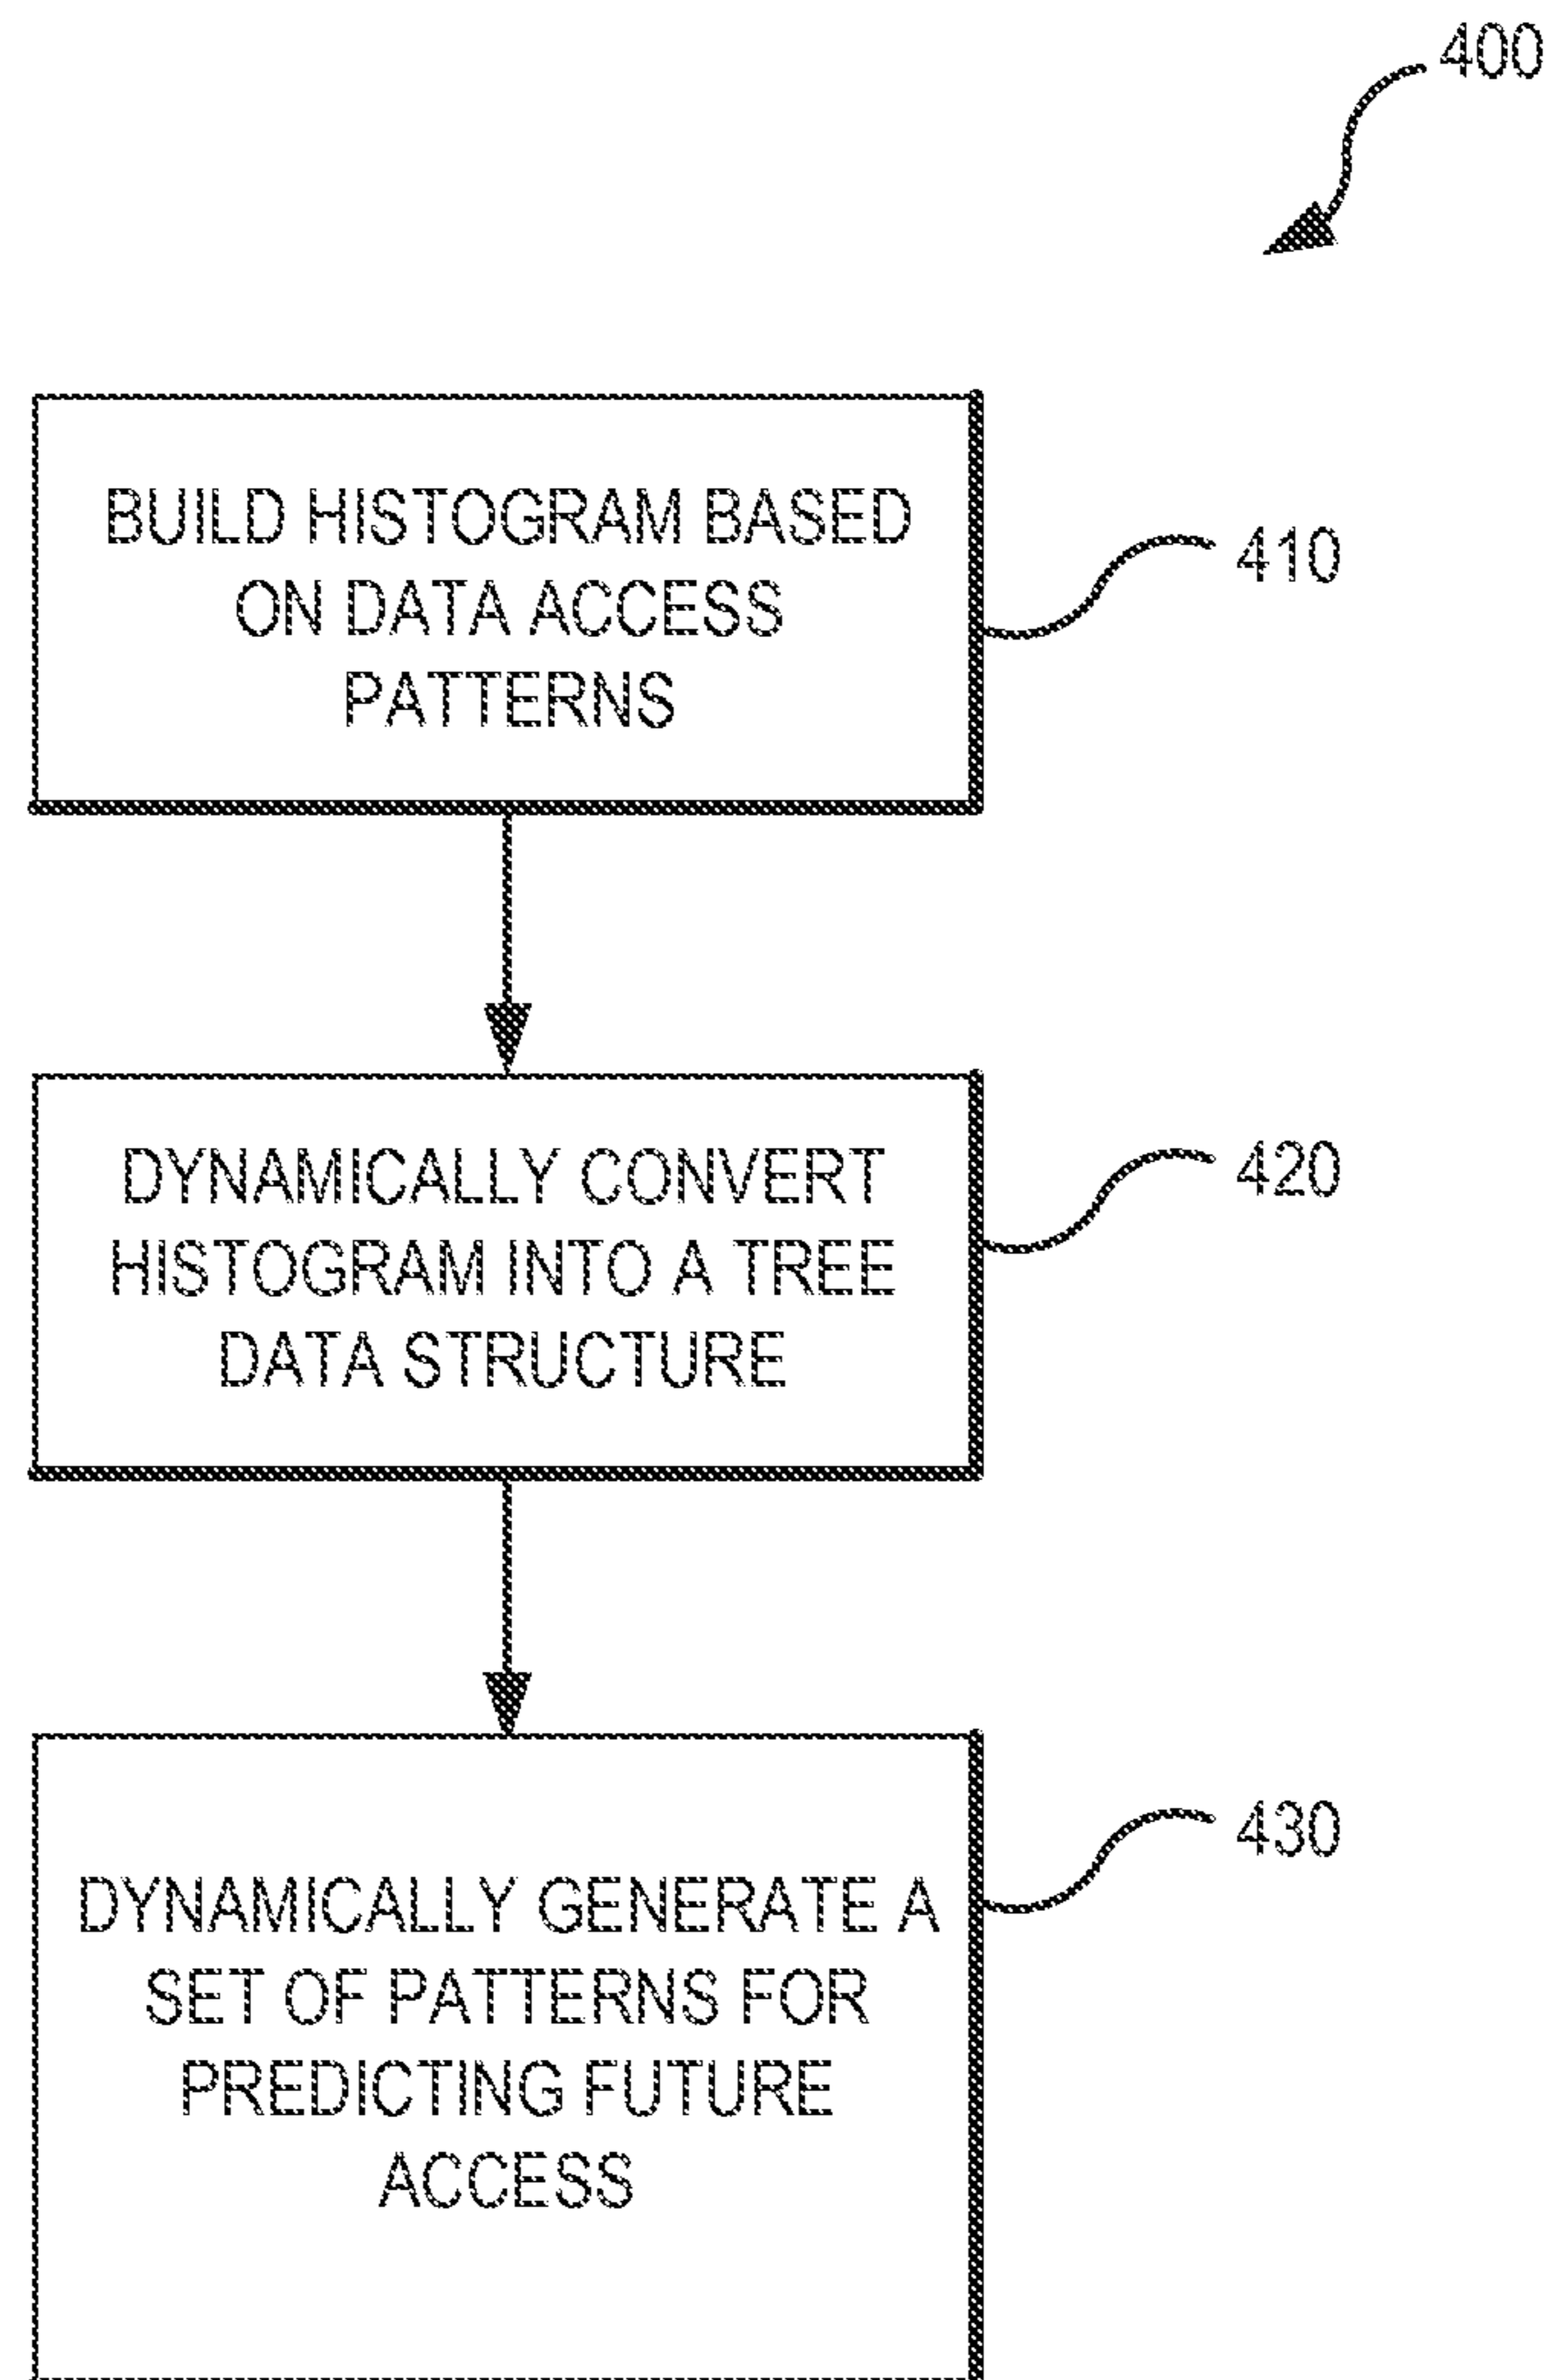 400
BUILD HISTOGRAM BASED
ON DATA ACCESS
PATTERNS
410
DYNAMICALLY CONVERT
HISTOGRAM INTO A TREE
DATA STRUCTURE
420
DYNAMICALLY GENERATE A
SET OF PATTERNS FOR
PREDICTING FUTURE
ACCESS
430